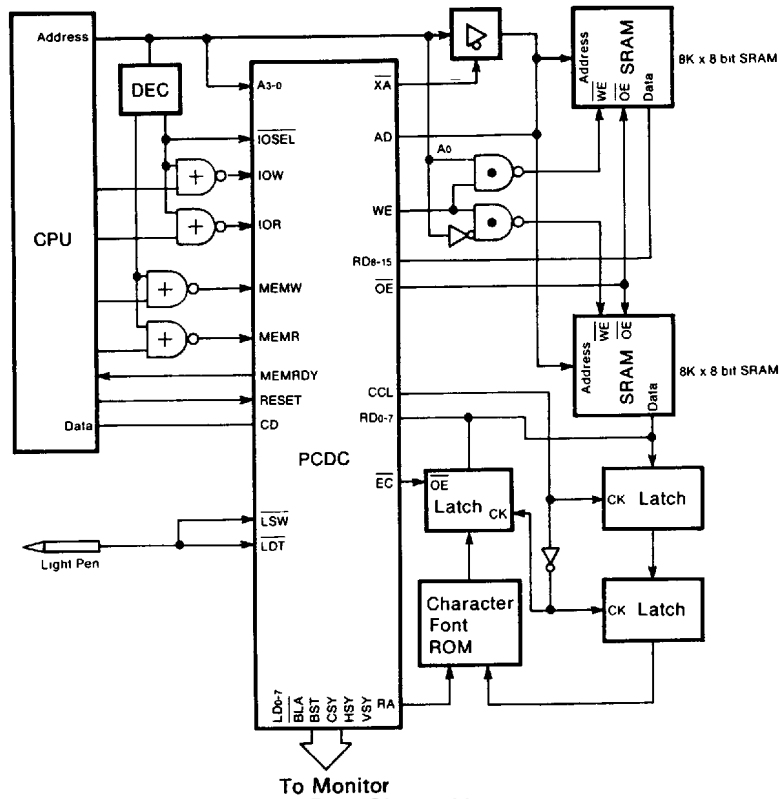 Address
DEC
CPU
Data
Light Pen
A3-0
IOSEL
IOW
IOR
MEMW
MEMR
MEMRDY
RESET
CD
PCDC
LSW
LDT
LD0-7
BLA
BST
CSY
HSY
VSY
RA
To Monitor
XA
AD
WE
RD8-15
OE
CCL
RD0-7
EC
A0
+
+
+
+
Address
WE
OE
SRAM
Data
8K x 8 bit SRAM
Address
WE
OE
SRAM
Data
8K x 8 bit SRAM
OE
Latch
CK
CK
Latch
CK
Latch
Character
Font
ROM